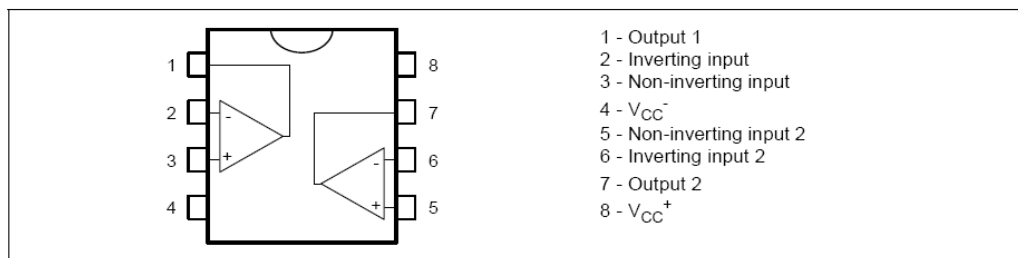 1
2
3
4
8
7
6
5
-
+
-
+
1 - Output 1
2 - Inverting input
3 - Non-inverting input
4 - VCC-
5 - Non-inverting input 2
6 - Inverting input 2
7 - Output 2
8 - VCC+